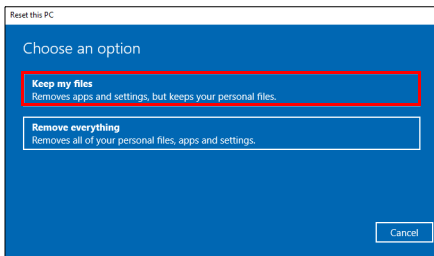 Reset this PC
Choose an option
Keep my files
Removes apps and settings, but keeps your personal files.
Remove everything
Removes all of your personal files, apps and settings.
Cancel